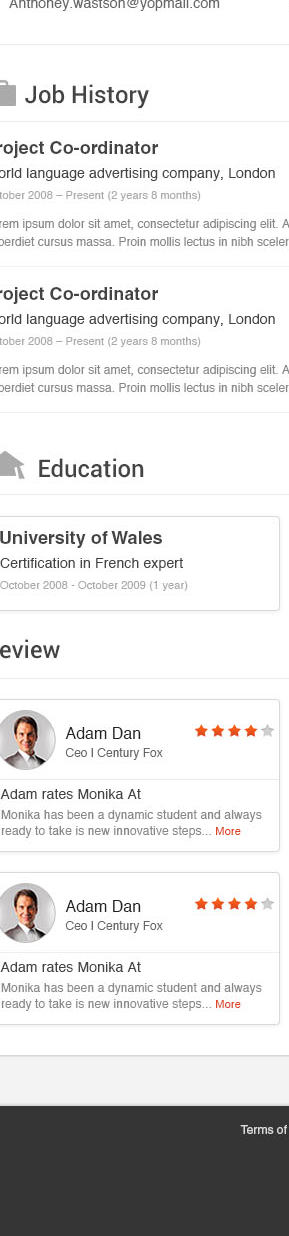 Anthoney.wastson@yopmail.com
Job History
roject Co-ordinator
orld language advertising company, London
tober 2008 – Present (2 years 8 months)
rem ipsum dolor sit amet, consectetur adipiscing elit. A
perdiet cursus massa. Proin mollis lectus in nibh sceler
roject Co-ordinator
orld language advertising company, London
tober 2008 – Present (2 years 8 months)
rem ipsum dolor sit amet, consectetur adipiscing elit. A
perdiet cursus massa. Proin mollis lectus in nibh sceler
Education
University of Wales
Certification in French expert
October 2008 - October 2009 (1 year)
eview
Adam Dan
Ceo I Century Fox
Adam rates Monika At
Monika has been a dynamic student and always
ready to take is new innovative steps... More
Adam Dan
Ceo I Century Fox
Adam rates Monika At
Monika has been a dynamic student and always
ready to take is new innovative steps... More
Terms of